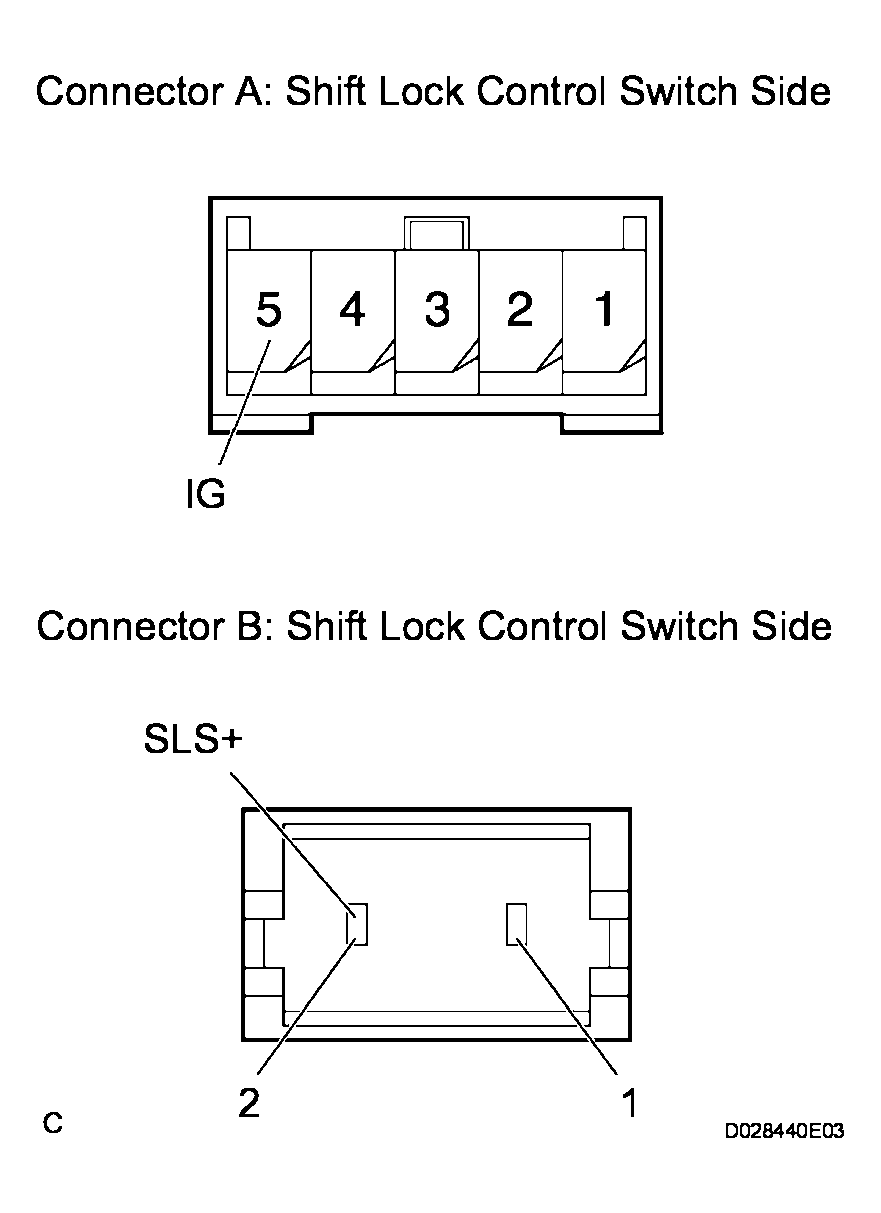 Connector A: Shift Lock Control Switch Side
5 4 3 2 1
IG
Connector B: Shift Lock Control Switch Side
SLS+
2 1
C D028440E03